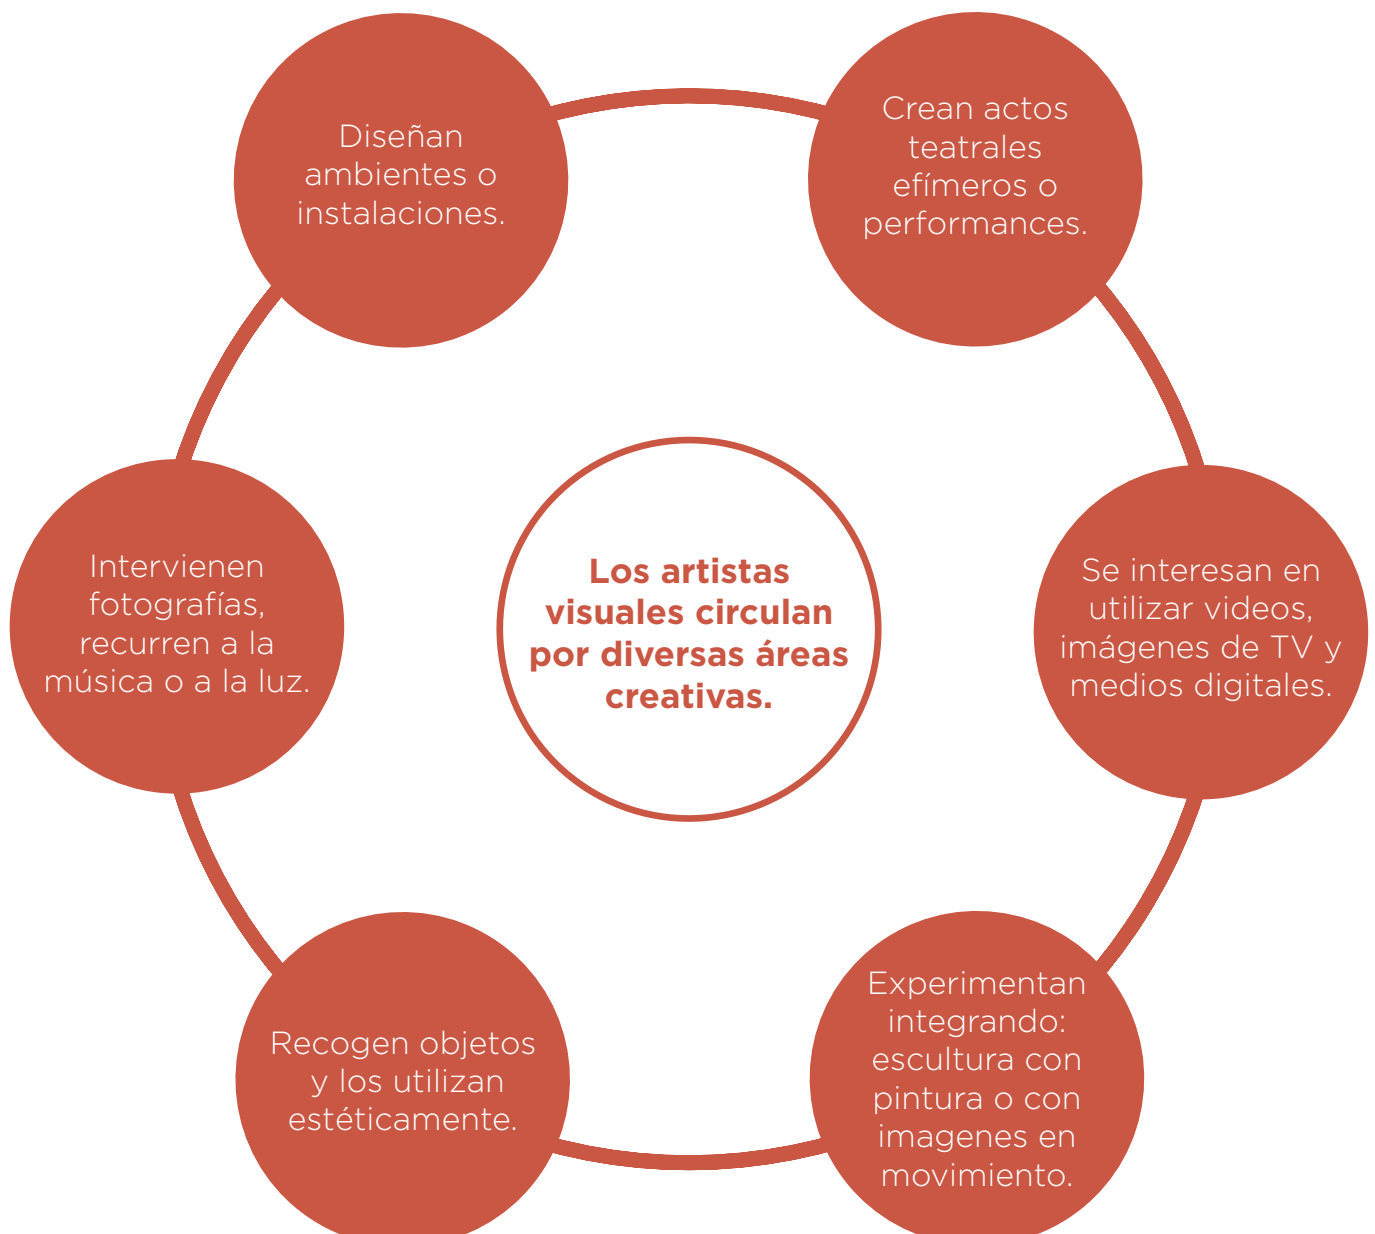 Diseñan
ambientes o
instalaciones.
Crean actos
teatrales
efímeros o
performances.
Intervienen
fotografías,
recurren a la
música o a la luz.
Los artistas
visuales circulan
por diversas áreas
creativas.
Se interesan en
utilizar videos,
imágenes de TV y
medios digitales.
Recogen objetos
y los utilizan
estéticamente.
Experimentan
integrando:
escultura con
pintura o con
imagenes en
movimiento.